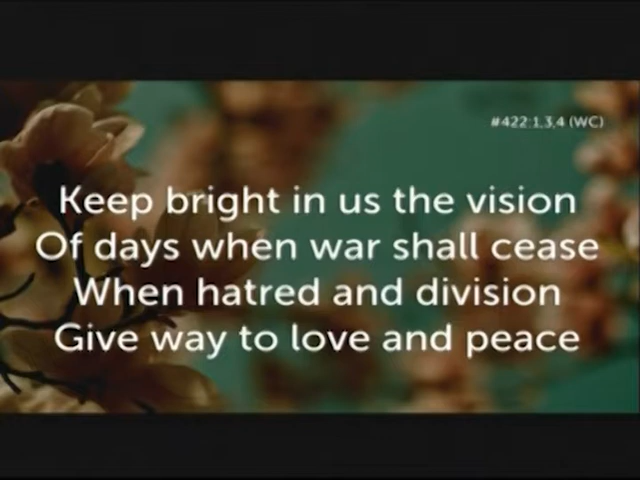 #422:1,3,4 (WC)
Keep bright in us the vision
Of days when war shall cease
When hatred and division
Give way to love and peace